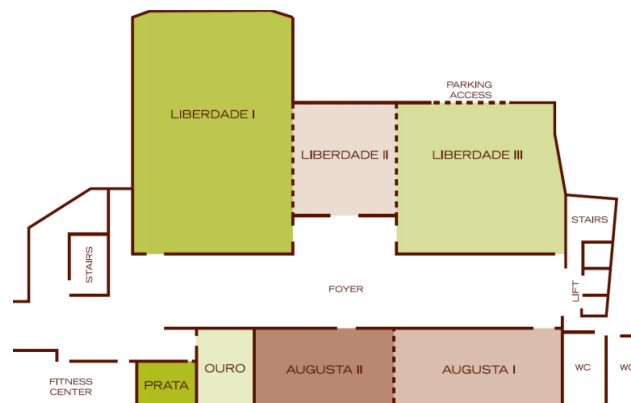 PARKING
ACCESS
LIBERDADE I
LIBERDADE II
LIBERDADE III
STAIRS
STAIRS
LIFT
FOYER
OURO
AUGUSTA II
AUGUSTA I
WC
WC
PRATA
FITNESS
CENTER